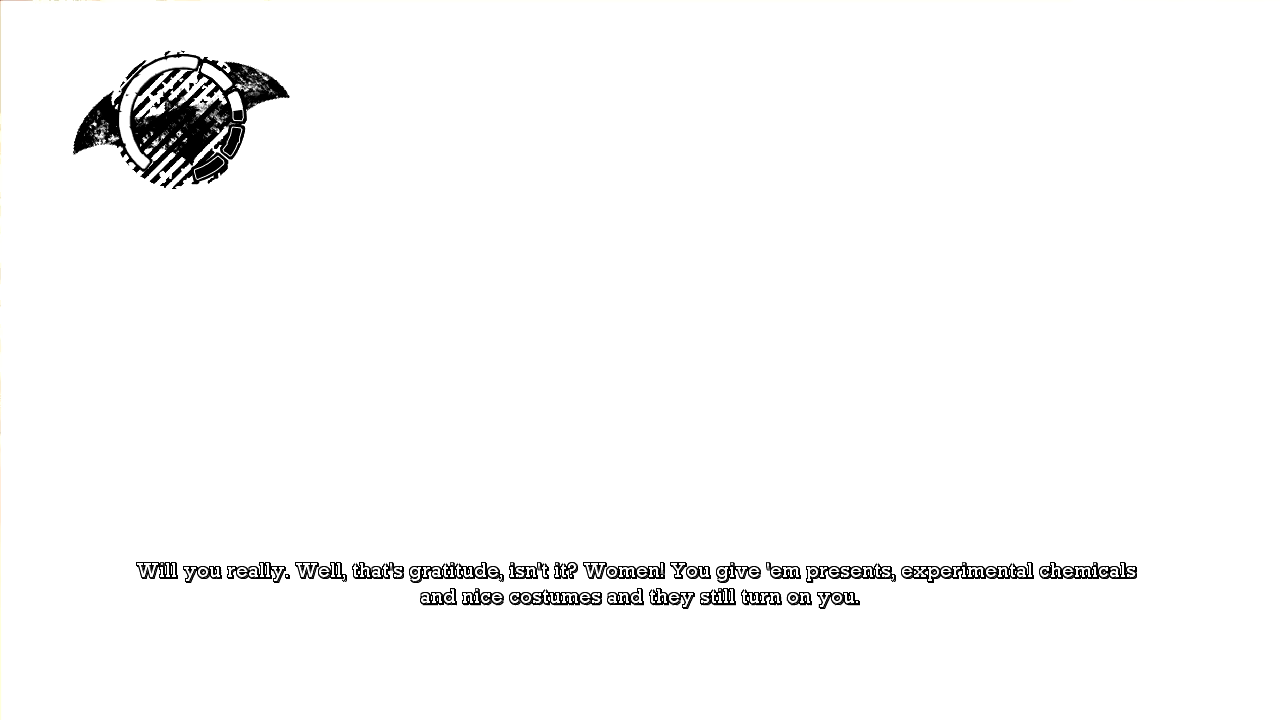 Will you really. Well, that's gratitude, isn't it? Women! You give 'em presents, experimental chemicals
and nice costumes and they still turn on you.